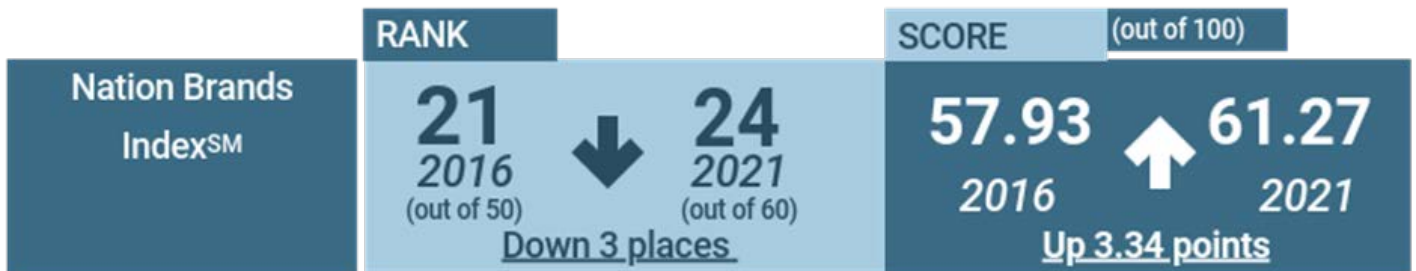 RANK
SCORE (out of 100)
Nation Brands
Index℠
21 24
2016 2021
(out of 50) (out of 60)
Down 3 places
57.93 61.27
2016 2021
Up 3.34 points